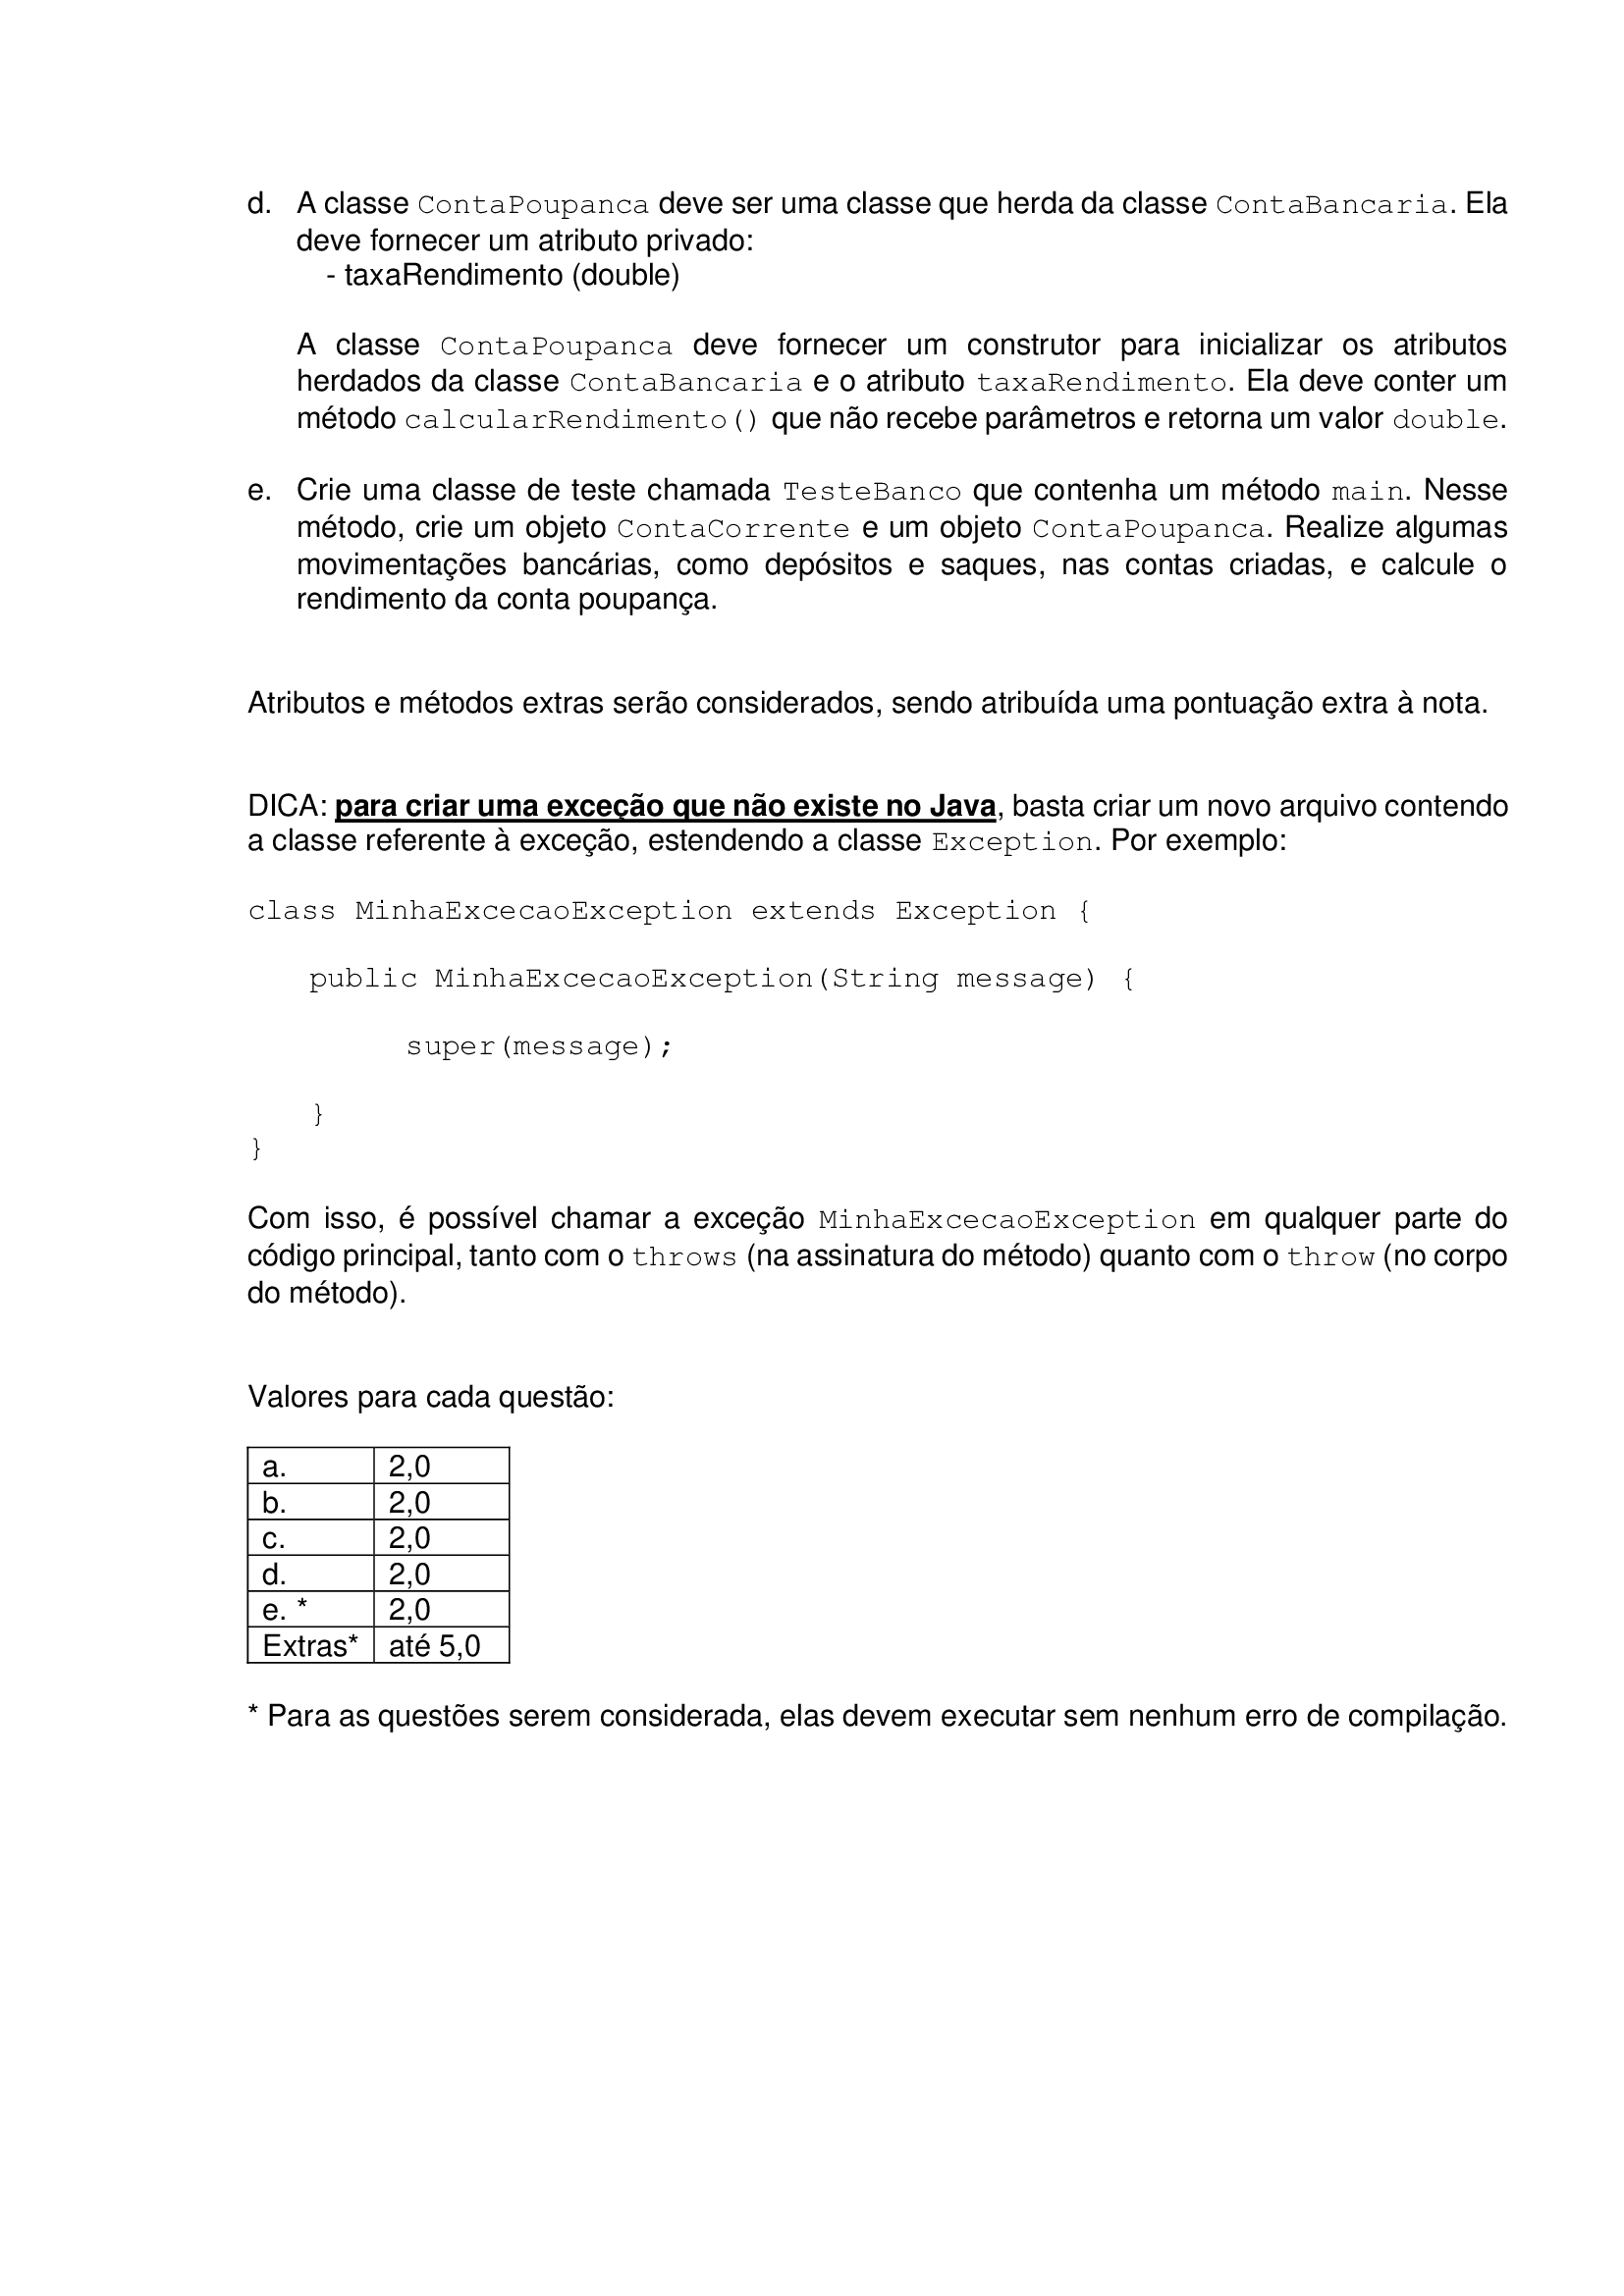 d. A classe ContaPoupanca deve ser uma classe que herda da classe ContaBancaria. Ela
deve fornecer um atributo privado:
- taxaRendimento (double)
A classe ContaPoupanca deve fornecer um construtor para inicializar os atributos
herdados da classe ContaBancaria e o atributo taxaRendimento. Ela deve conter um
método calcularRendimento() que não recebe parâmetros e retorna um valor double.
e. Crie uma classe de teste chamada TesteBanco que contenha um método main. Nesse
método, crie um objeto ContaCorrente e um objeto ContaPoupanca. Realize algumas
movimentações bancárias, como depósitos e saques, nas contas criadas, e calcule o
rendimento da conta poupança.
Atributos e métodos extras serão considerados, sendo atribuída uma pontuação extra à nota.
DICA: para criar uma exceção que não existe no Java, basta criar um novo arquivo contendo
a classe referente à exceção, estendendo a classe Exception. Por exemplo:
class MinhaExcecaoException extends Exception {
public MinhaExcecaoException(String message) {
super(message);
}
}
Com isso, é possível chamar a exceção MinhaExcecaoException em qualquer parte do
código principal, tanto com o throws (na assinatura do método) quanto com o throw (no corpo
do método).
Valores para cada questão:
a. 2,0
b. 2,0
c. 2,0
d. 2,0
e. * 2,0
Extras* até 5,0
* Para as questões serem considerada, elas devem executar sem nenhum erro de compilação.